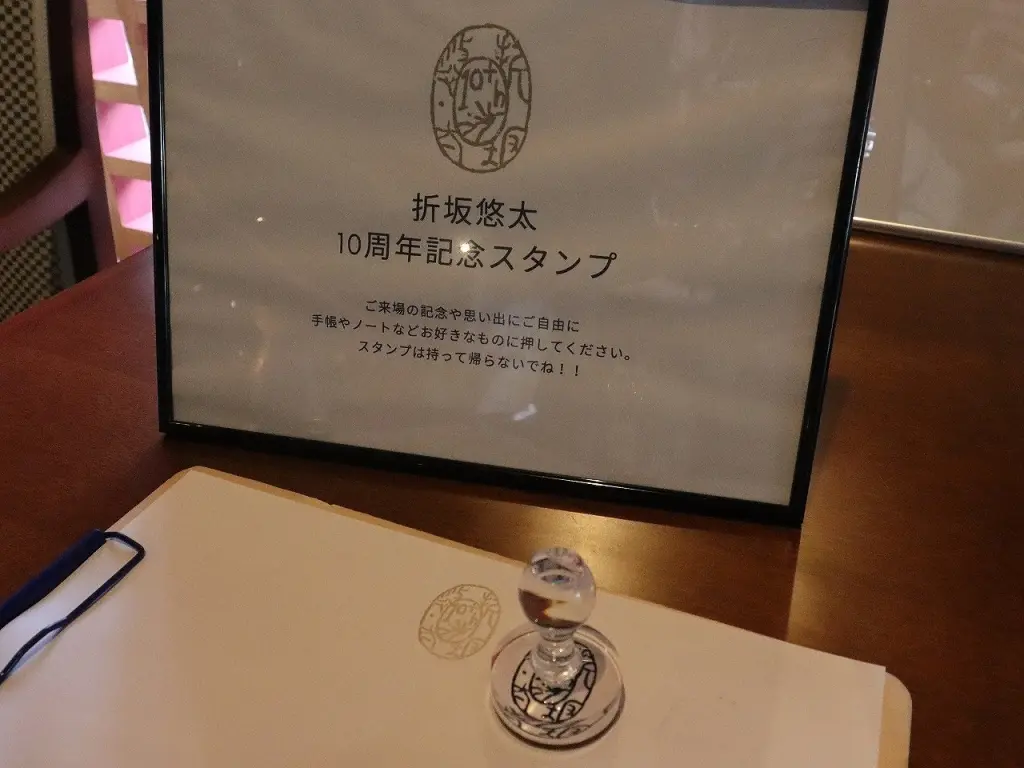 10TH
折坂悠太
10周年記念スタンプ
ご来場の記念や思い出にご自由に
手帳やノートなどお好きなものに押してください。
スタンプは持って帰らないでね！！